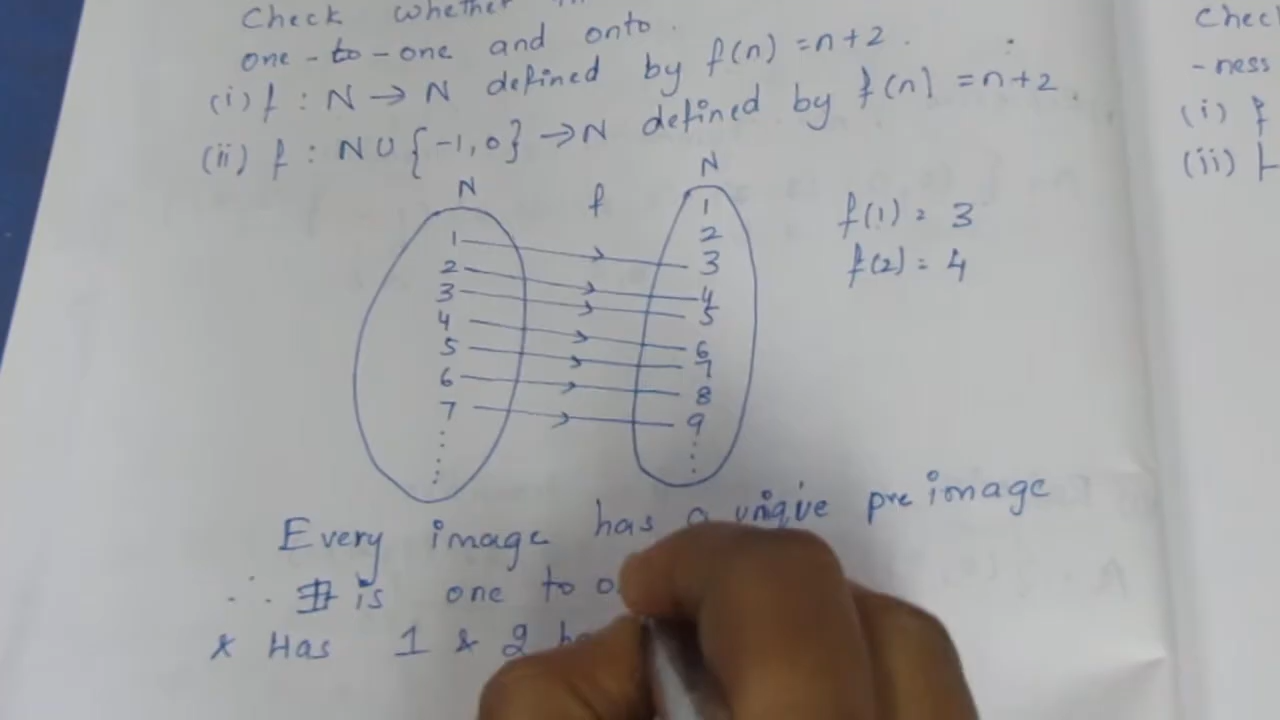 Check whether
one-to-one and onto.
(i) f : N → N defined by f(n) = n+2.
(ii) f : N ∪ {-1,0} → N defined by f(n) = n+2.
N f N
1 1
2 2
3 3
4 4
5 5
6 6
7 7
8
9
f(1) = 3
f(2) = 4
Every image has a unique pre image
∴ is one to
* Has 1 & 2
Check
-ness
(i) f
(ii)